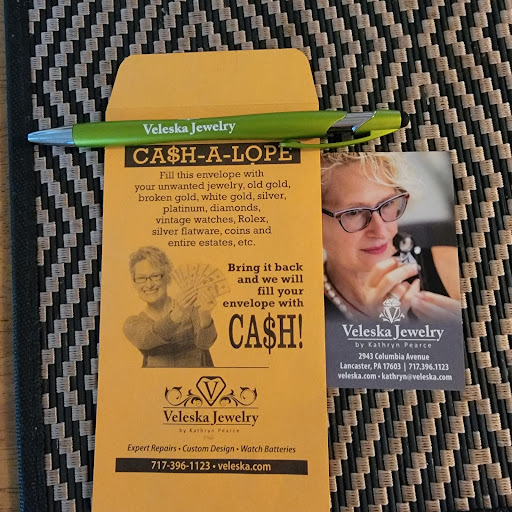 Veleska Jewelry
CA$H-A-LOPE
Fill this envelope with
your unwanted jewelry, old gold,
broken gold, white gold, silver,
platinum, diamonds,
vintage watches, Rolex,
silver flatware, coins and
entire estates, etc.
Bring it back
and we will
fill your
envelope with
CA$H!
V
Veleska Jewelry
by Kathryn Pearce
Expert Repairs • Custom Design • Watch Batteries
717-396-1123 • veleska.com
Veleska Jewelry
by Kathryn Pearce
2943 Columbia Avenue
Lancaster, PA 17603 | 717.396.1123
veleska.com • kathryn@veleska.com